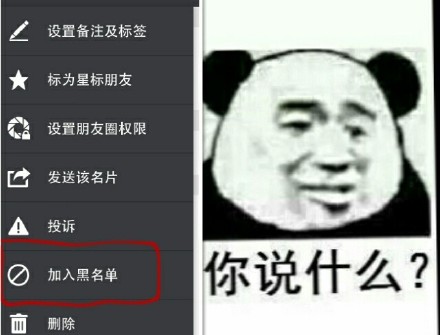 设置备注及标签
标为星标朋友
设置朋友圈权限
发送该名片
投诉
加入黑名单
删除
你说什么？